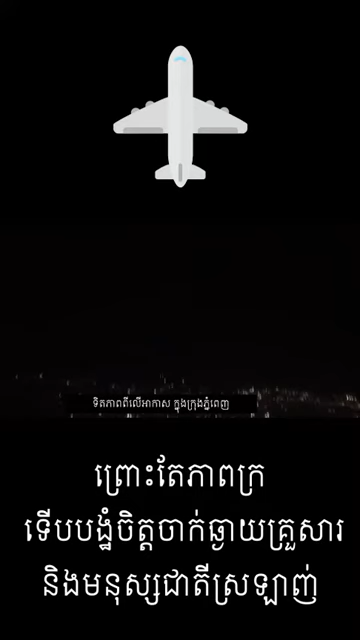 ទិតភាពពីលើអាកាស ក្នុងក្រុងភ្នំពេញ
ព្រោះតែភាពក្រ
ទើបបង្ខំចិត្តចាក់ឆ្ងាយគ្រួសារ
និងមនុស្សជាតីស្រឡាញ់